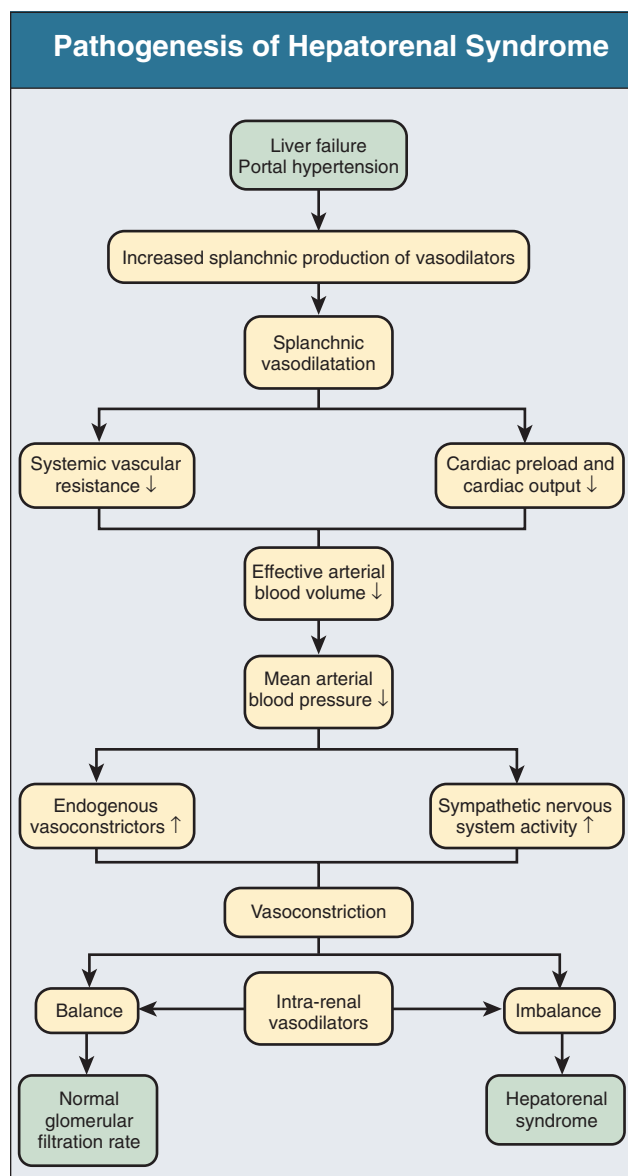 Pathogenesis of Hepatorenal Syndrome
Liver failure
Portal hypertension
Increased splanchnic production of vasodilators
Splanchnic
vasodilatation
Systemic vascular
resistance ↓
Cardiac preload and
cardiac output ↓
Effective arterial
blood volume ↓
Mean arterial
blood pressure ↓
Endogenous
vasoconstrictors ↑
Sympathetic nervous
system activity ↑
Vasoconstriction
Balance
Intra-renal
vasodilators
Imbalance
Normal
glomerular
filtration rate
Hepatorenal
syndrome